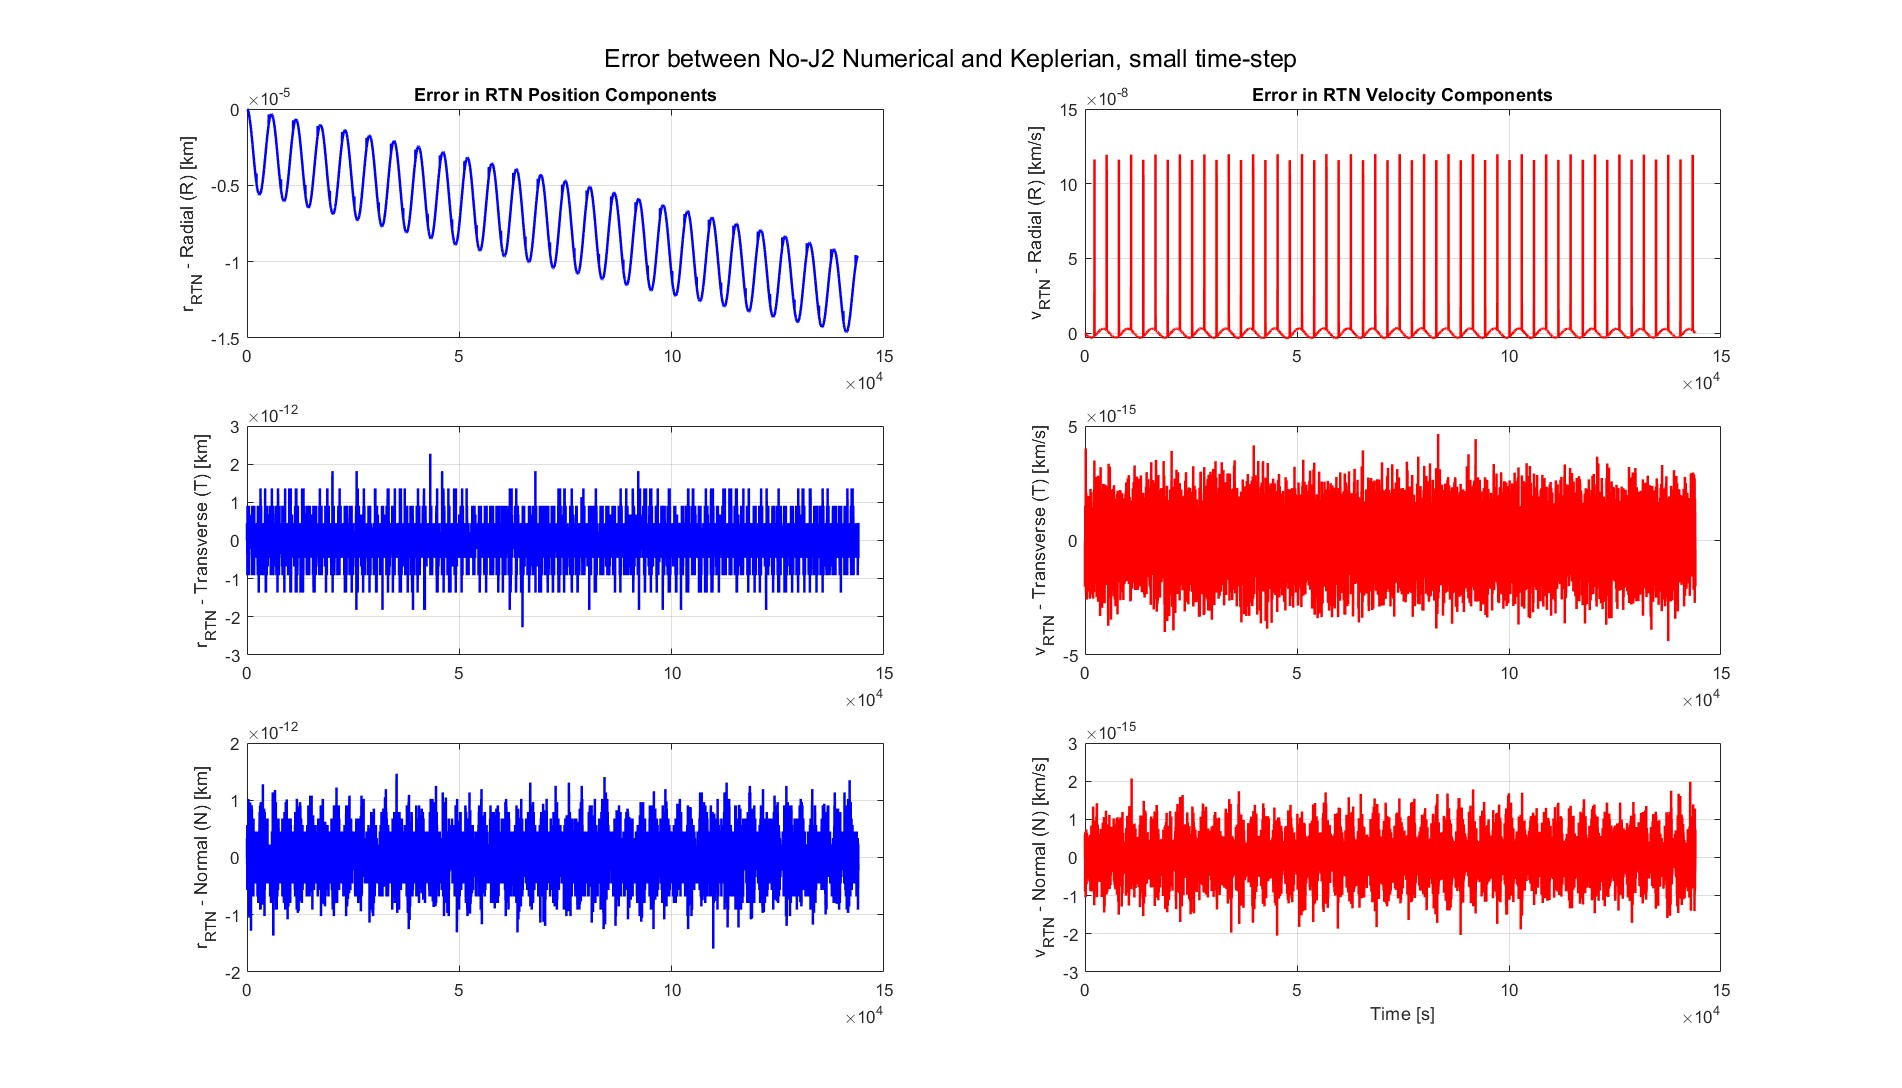 Error between No-J2 Numerical and Keplerian, small time-step
Error in RTN Position Components
×10^-5
r_RTN - Radial (R) [km]
0
-0.5
-1
-1.5
0 5 10 15
×10^4
Error in RTN Velocity Components
×10^-8
v_RTN - Radial (R) [km/s]
15
10
5
0
0 5 10 15
×10^4
×10^-12
r_RTN - Transverse (T) [km]
3
2
1
0
-1
-2
-3
0 5 10 15
×10^4
×10^-15
v_RTN - Transverse (T) [km/s]
5
0
-5
0 5 10 15
×10^4
×10^-12
r_RTN - Normal (N) [km]
2
1
0
-1
-2
0 5 10 15
×10^4
×10^-15
v_RTN - Normal (N) [km/s]
3
2
1
0
-1
-2
-3
0 5 10 15
Time [s]
×10^4